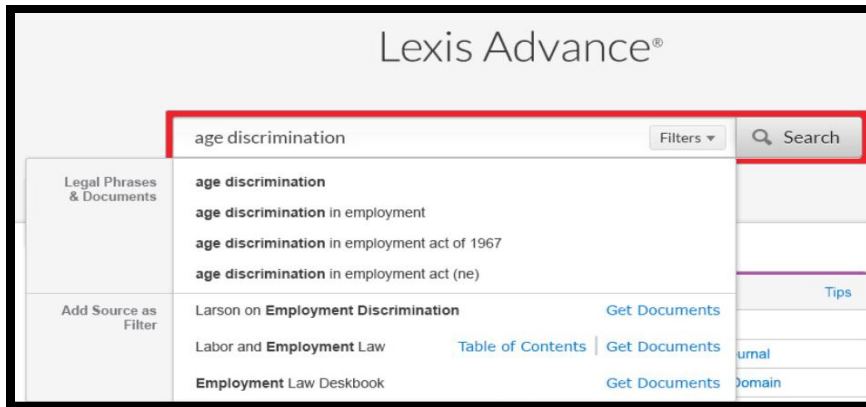 Lexis Advance®
age discrimination Filters ▾ Search
Legal Phrases & Documents
age discrimination
age discrimination in employment
age discrimination in employment act of 1967
age discrimination in employment act (ne)
Tips
Add Source as Filter
Larson on Employment Discrimination Get Documents
Labor and Employment Law Table of Contents | Get Documents
Employment Law Deskbook Get Documents
Domain